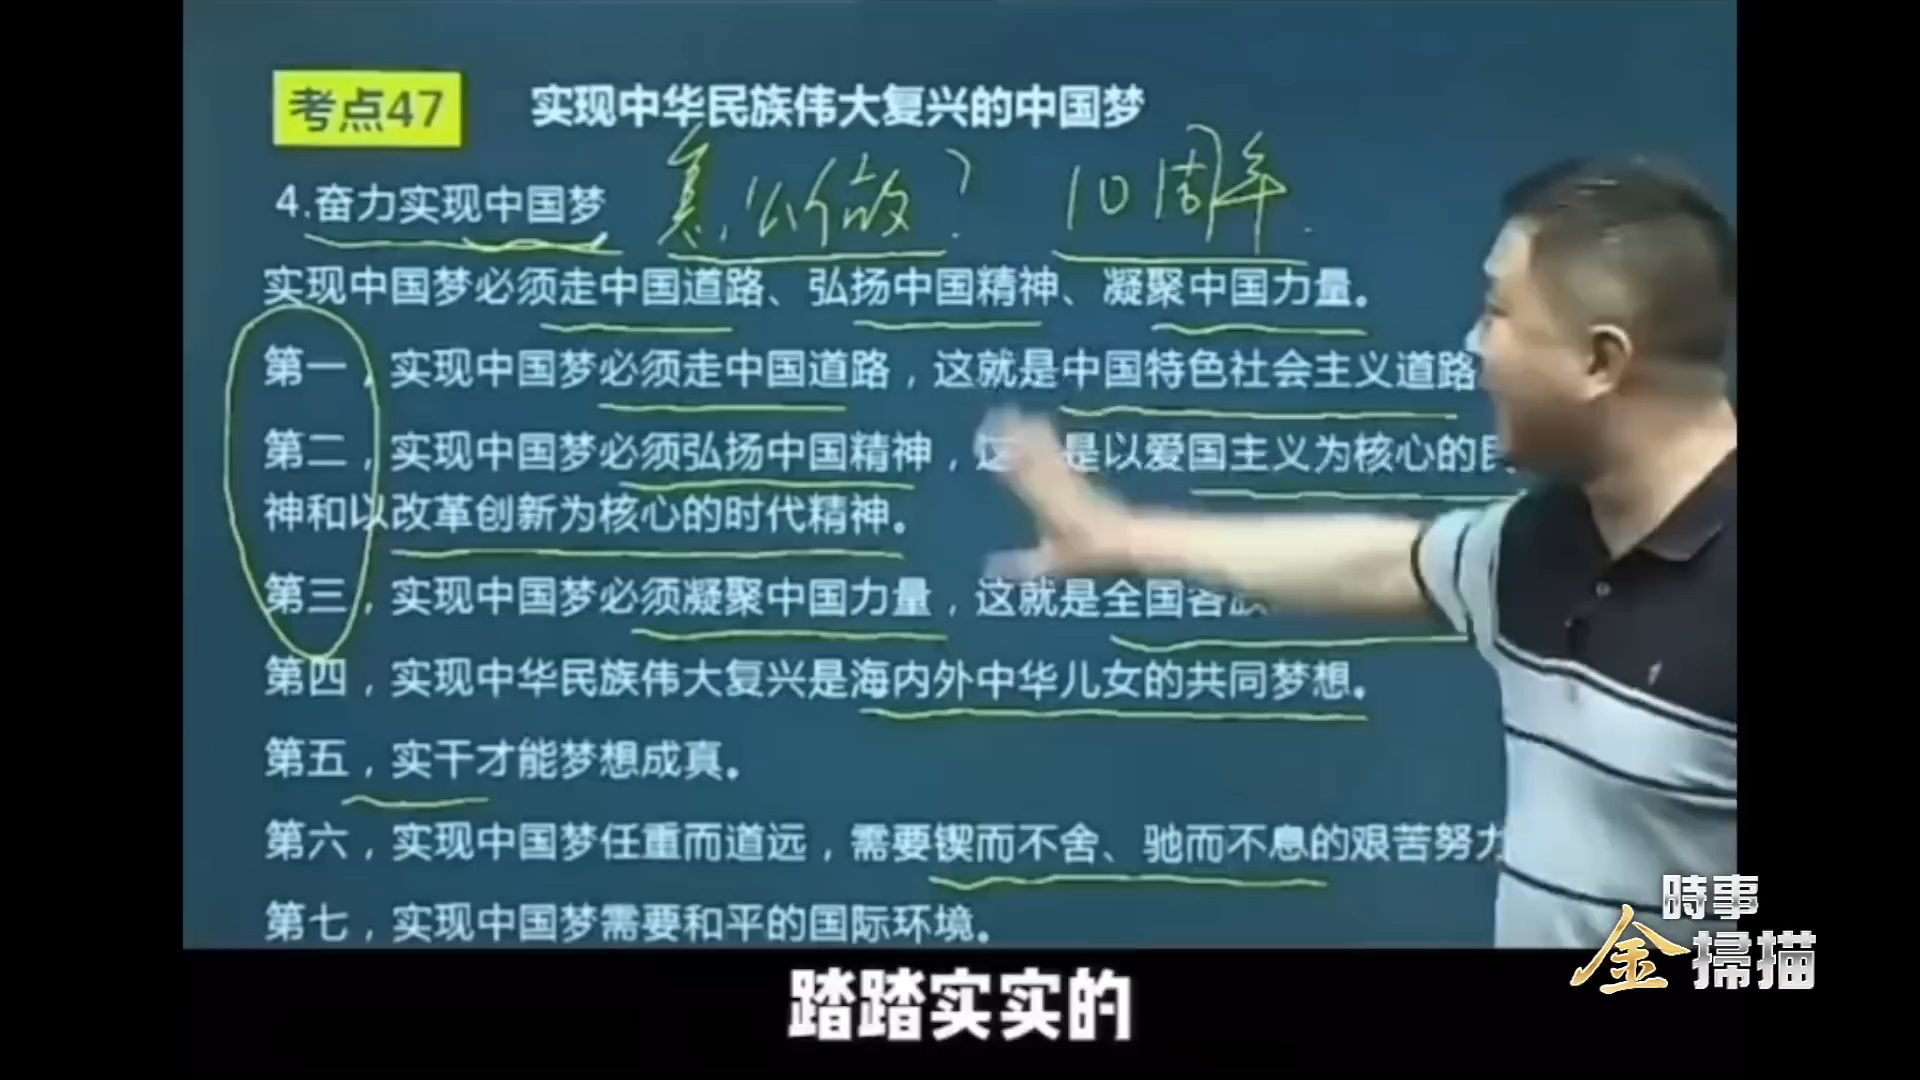 考点47
实现中华民族伟大复兴的中国梦
4.奋力实现中国梦
怎么做? 10周年.
实现中国梦必须走中国道路、弘扬中国精神、凝聚中国力量。
第一，实现中国梦必须走中国道路，这就是中国特色社会主义道路
第二，实现中国梦必须弘扬中国精神，这 是以爱国主义为核心的
神和以改革创新为核心的时代精神。
第三，实现中国梦必须凝聚中国力量，这就是全国各族
第四，实现中华民族伟大复兴是海内外中华儿女的共同梦想。
第五，实干才能梦想成真。
第六，实现中国梦任重而道远，需要锲而不舍、驰而不息的艰苦努力
第七，实现中国梦需要和平的国际环境。
時事
金掃描
踏踏实实的